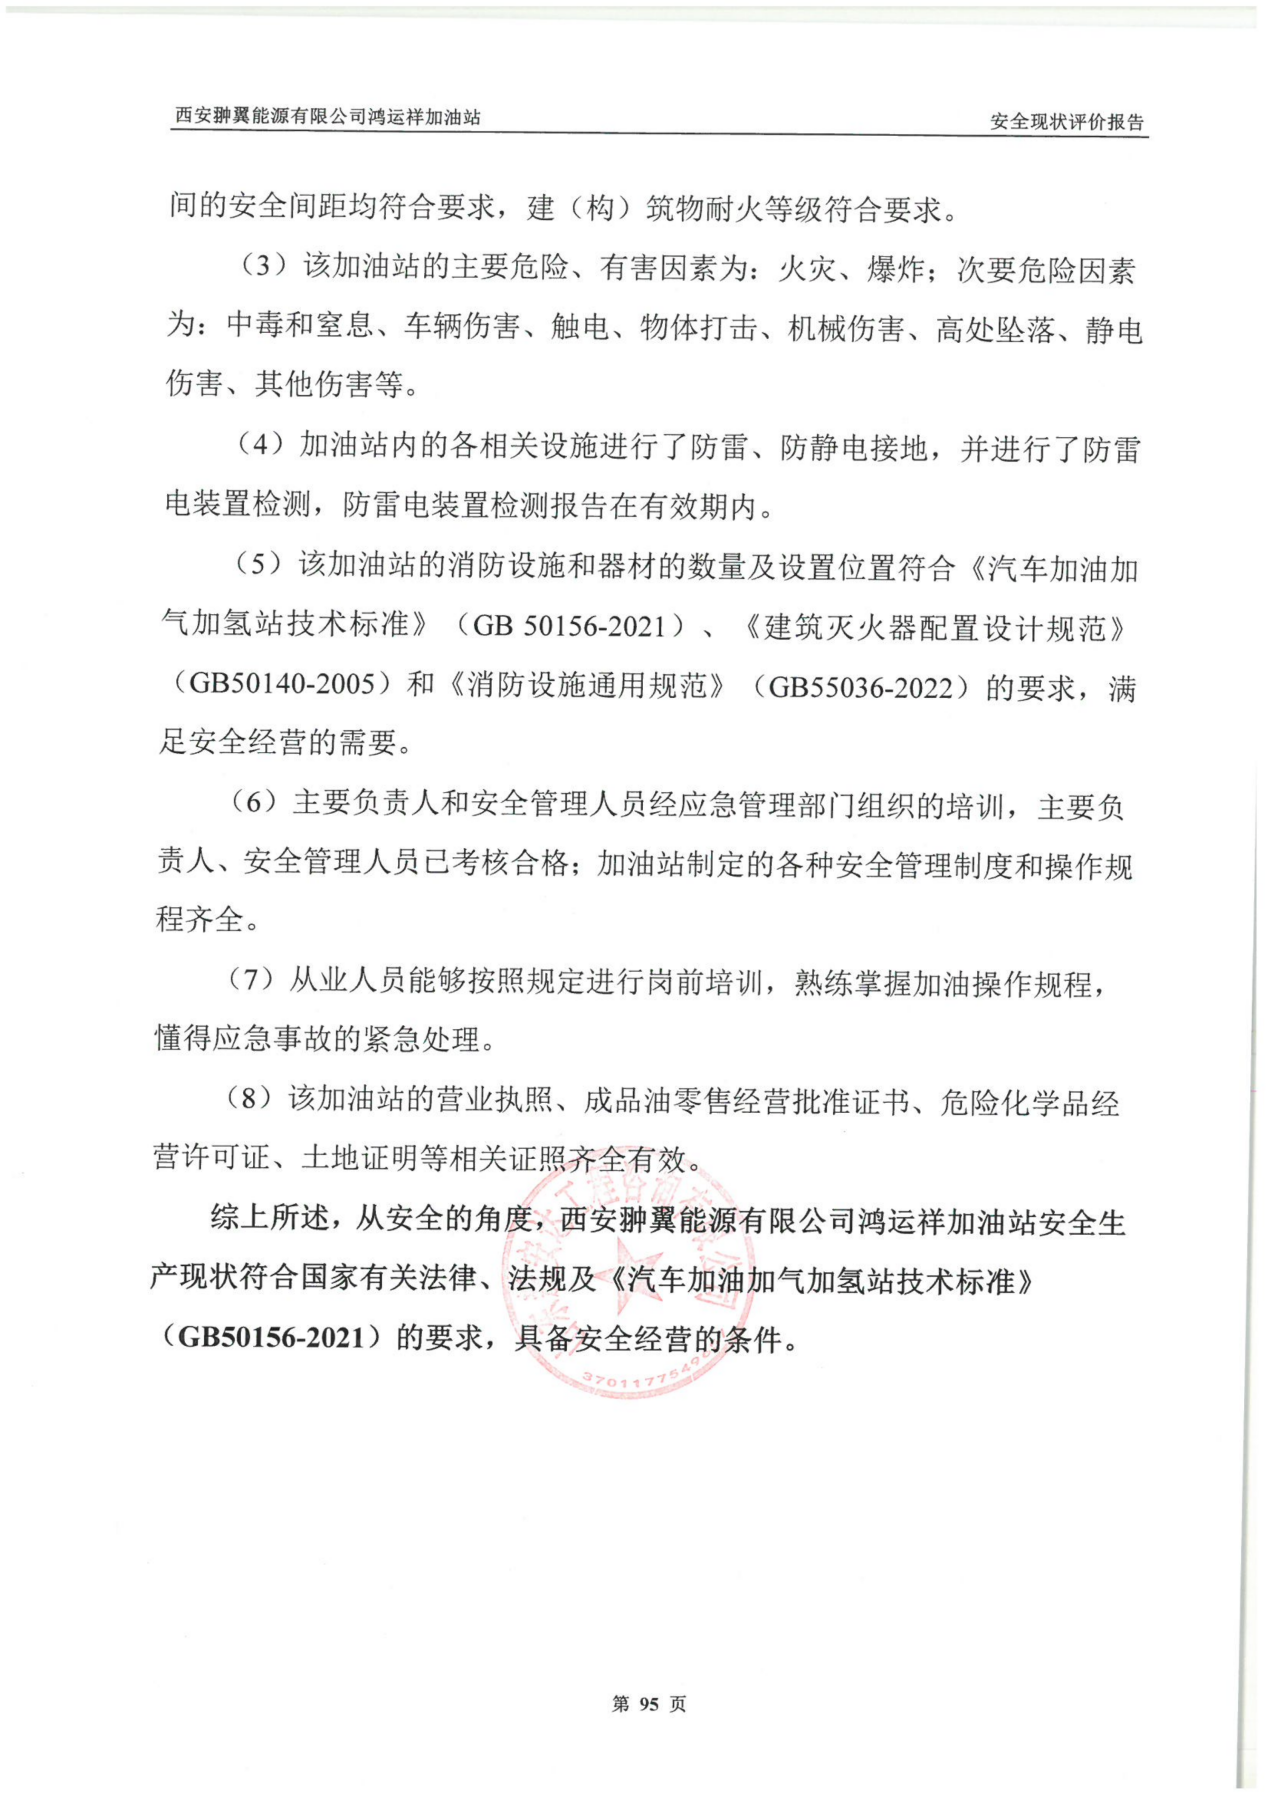 西安翀翼能源有限公司鸿运祥加油站 安全现状评价报告
间的安全间距均符合要求，建（构）筑物耐火等级符合要求。
（3）该加油站的主要危险、有害因素为：火灾、爆炸；次要危险因素
为：中毒和窒息、车辆伤害、触电、物体打击、机械伤害、高处坠落、静电
伤害、其他伤害等。
（4）加油站内的各相关设施进行了防雷、防静电接地，并进行了防雷
电装置检测，防雷电装置检测报告在有效期内。
（5）该加油站的消防设施和器材的数量及设置位置符合《汽车加油加
气加氢站技术标准》（GB 50156-2021）、《建筑灭火器配置设计规范》
（GB50140-2005）和《消防设施通用规范》（GB55036-2022）的要求，满
足安全经营的需要。
（6）主要负责人和安全管理人员经应急管理部门组织的培训，主要负
责人、安全管理人员已考核合格；加油站制定的各种安全管理制度和操作规
程齐全。
（7）从业人员能够按照规定进行岗前培训，熟练掌握加油操作规程，
懂得应急事故的紧急处理。
（8）该加油站的营业执照、成品油零售经营批准证书、危险化学品经
营许可证、土地证明等相关证照齐全有效。
综上所述，从安全的角度，西安翀翼能源有限公司鸿运祥加油站安全生
产现状符合国家有关法律、法规及《汽车加油加气加氢站技术标准》
（GB50156-2021）的要求，具备安全经营的条件。
工程咨询有限公司
第 95 页